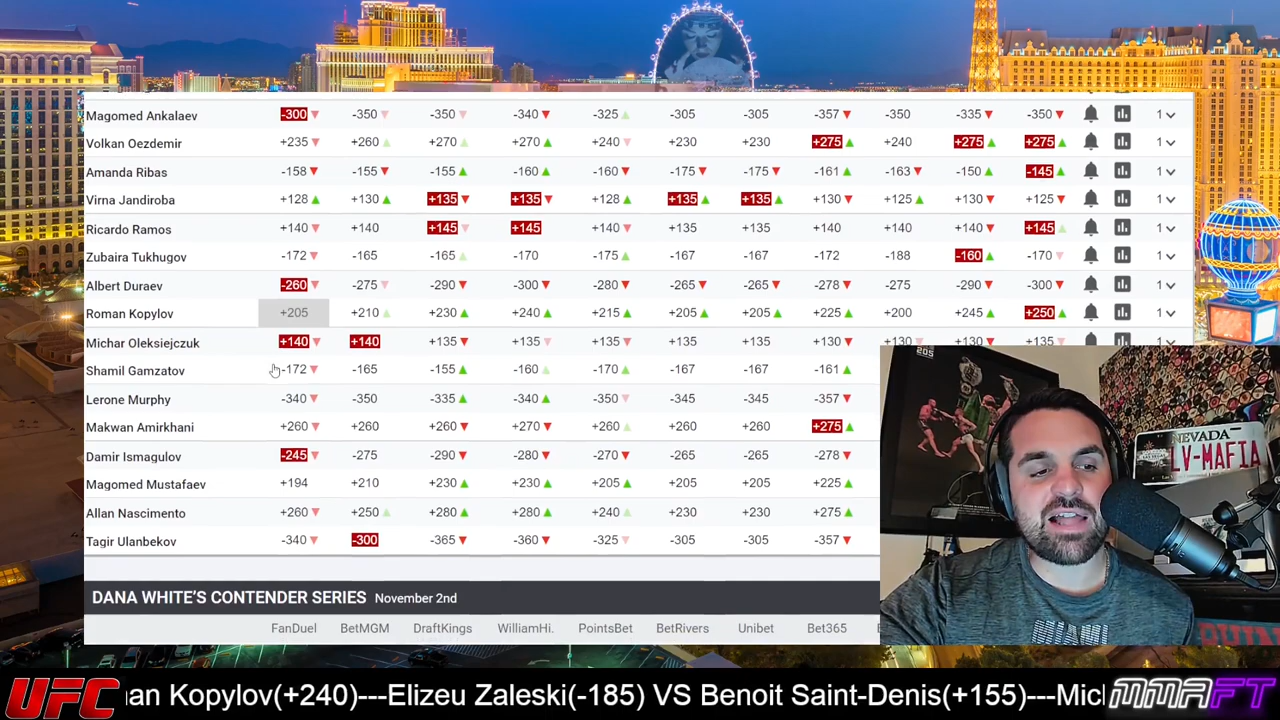 Magomed Ankalaev -300 -350 -350 -340 -325 -305 -305 -357 -350 -335 -350 1
Volkan Oezdemir +235 +260 +270 +270 +240 +230 +230 +275 +240 +275 +275 1
Amanda Ribas -158 -155 -155 -160 -160 -175 -175 -161 -163 -150 -145 1
Virna Jandiroba +128 +130 +135 +135 +128 +135 +135 +130 +125 +130 +125 1
Ricardo Ramos +140 +140 +145 +145 +140 +135 +135 +140 +140 +140 +145 1
Zubaira Tukhugov -172 -165 -165 -170 -175 -167 -167 -172 -188 -160 -170 1
Albert Duraev -260 -275 -290 -300 -280 -265 -265 -278 -275 -290 -300 1
Roman Kopylov +205 +210 +230 +240 +215 +205 +205 +225 +200 +245 +250 1
Michar Oleksiejczuk +140 +140 +135 +135 +135 +135 +135 +130 +130 +130 +135 1
Shamil Gamzatov -172 -165 -155 -160 -170 -167 -167 -161
Lerone Murphy -340 -350 -335 -340 -350 -345 -345 -357
Makwan Amirkhani +260 +260 +260 +270 +260 +260 +260 +275
Damir Ismagulov -245 -275 -290 -280 -270 -265 -265 -278
Magomed Mustafaev +194 +210 +230 +230 +205 +205 +205 +225
Allan Nascimento +260 +250 +280 +280 +240 +230 +230 +275
Tagir Ulanbekov -340 -300 -365 -360 -325 -305 -305 -357
DANA WHITE'S CONTENDER SERIES November 2nd
FanDuel BetMGM DraftKings WilliamHi. PointsBet BetRivers Unibet Bet365
205
NEVADA
LV-MAFIA
MIAMI
UFC
an Kopylov(+240)---Elizeu Zaleski(-185) VS Benoit Saint-Denis(+155)---Mic
MMAFT